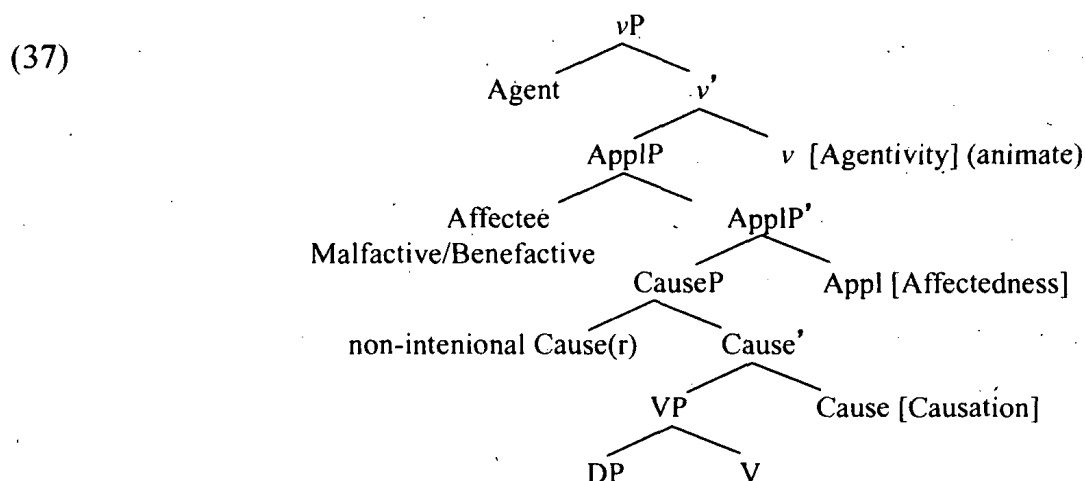 (37)
vP
Agent v'
ApplP v [Agentivity] (animate)
Affectee ApplP'
Malfactive/Benefactive
CauseP Appl [Affectedness]
non-intenional Cause(r) Cause'
VP Cause [Causation]
DP V